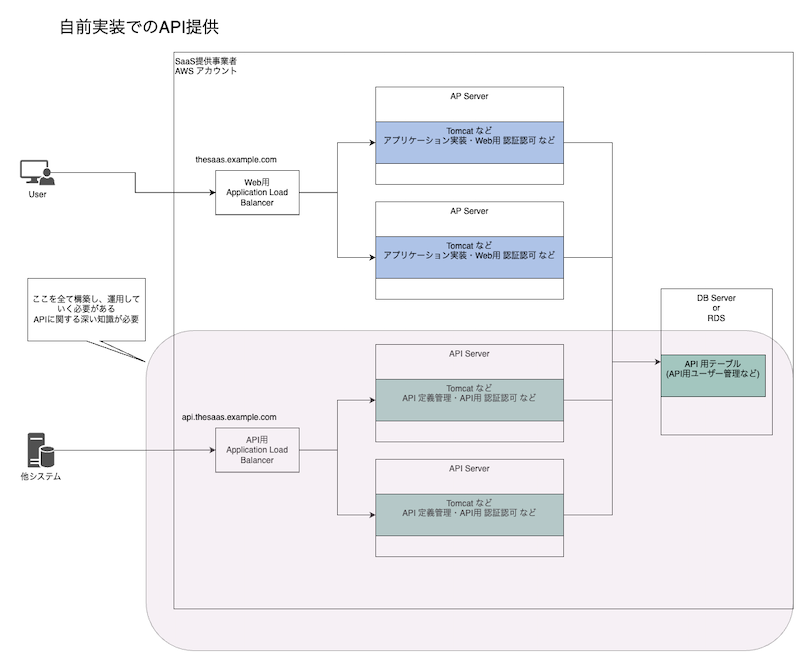 自前実装でのAPI提供
SaaS提供事業者
AWS アカウント
AP Server
Tomcat など
アプリケーション実装・Web用 認証認可 など
thesaas.example.com
Web用
Application Load
Balancer
User
AP Server
Tomcat など
アプリケーション実装・Web用 認証認可 など
ここを全て構築し、運用して
いく必要がある
APIに関する深い知識が必要
DB Server
or
RDS
API 用テーブル
(API用ユーザー管理など)
API Server
Tomcat など
API 定義管理・API用 認証認可 など
api.thesaas.example.com
API用
Application Load
Balancer
他システム
API Server
Tomcat など
API 定義管理・API用 認証認可 など